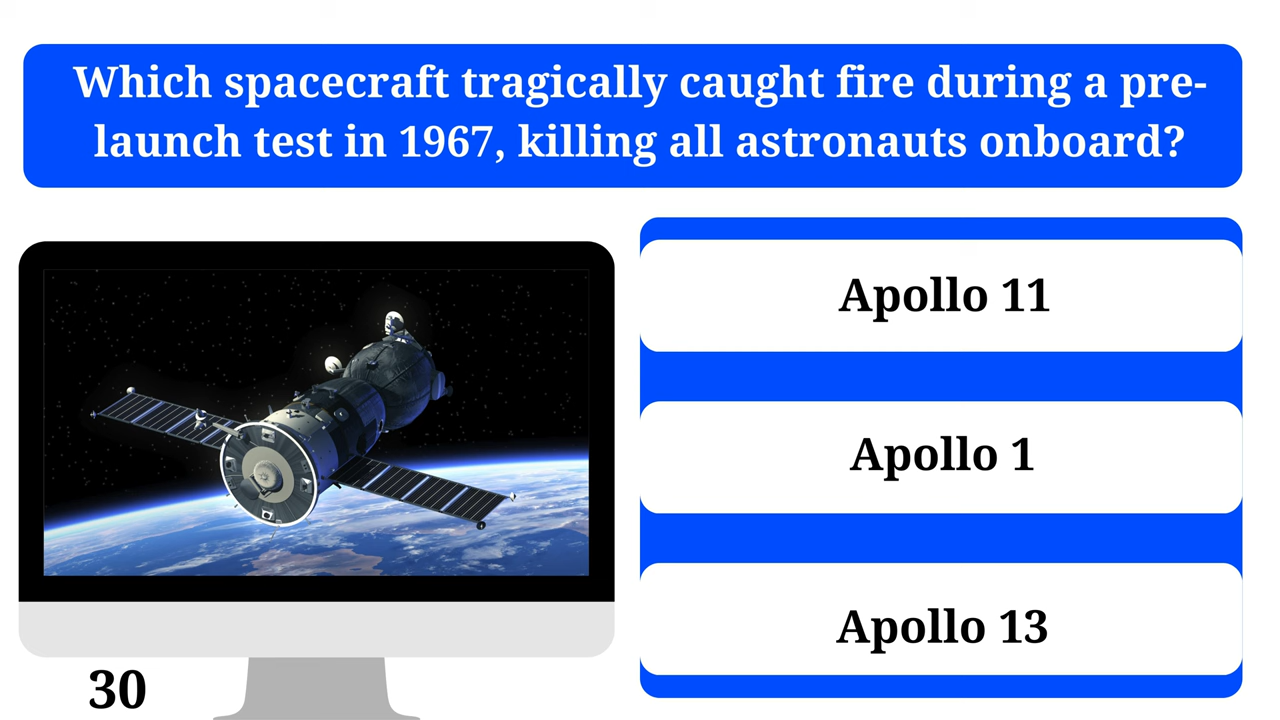 Which spacecraft tragically caught fire during a pre-
launch test in 1967, killing all astronauts onboard?
Apollo 11
Apollo 1
Apollo 13
30